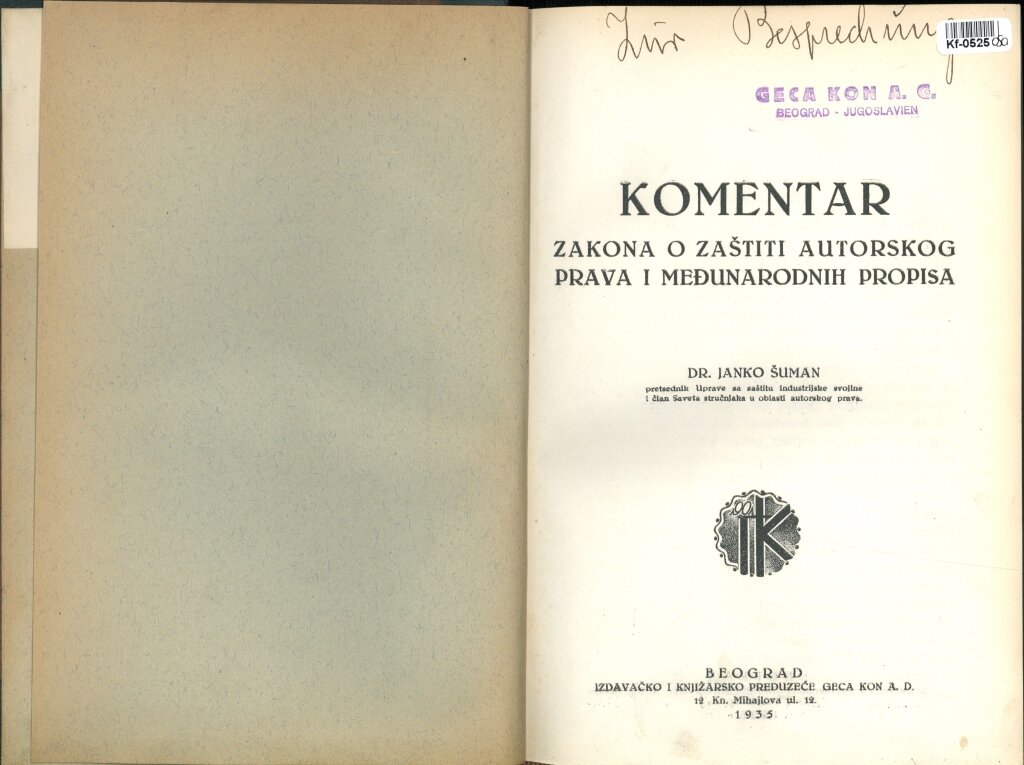 Zur Besprechung
Kf-0525
GECA KON A. G.
BEOGRAD - JUGOSLAVIEN
KOMENTAR
ZAKONA O ZAŠTITI AUTORSKOG
PRAVA I MEĐUNARODNIH PROPISA
DR. JANKO ŠUMAN
pretsednik Uprave sa saštitu industrijske svojine
i član Saveta stručnjaka u oblasti autorskog prava.
BEOGRAD
IZDAVAČKO I KNJIŽARSKO PREDUZEĆE GECA KON A. D.
12 Kn. Mihajlova ul. 12.
1935